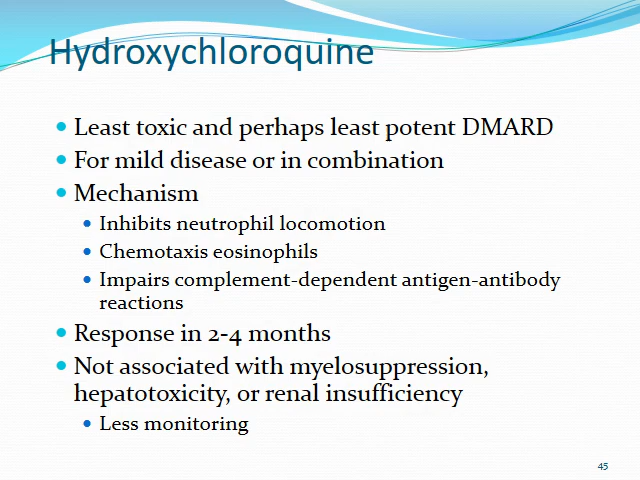 Hydroxychloroquine
• Least toxic and perhaps least potent DMARD
• For mild disease or in combination
• Mechanism
• Inhibits neutrophil locomotion
• Chemotaxis eosinophils
• Impairs complement-dependent antigen-antibody
reactions
• Response in 2-4 months
• Not associated with myelosuppression,
hepatotoxicity, or renal insufficiency
• Less monitoring
45